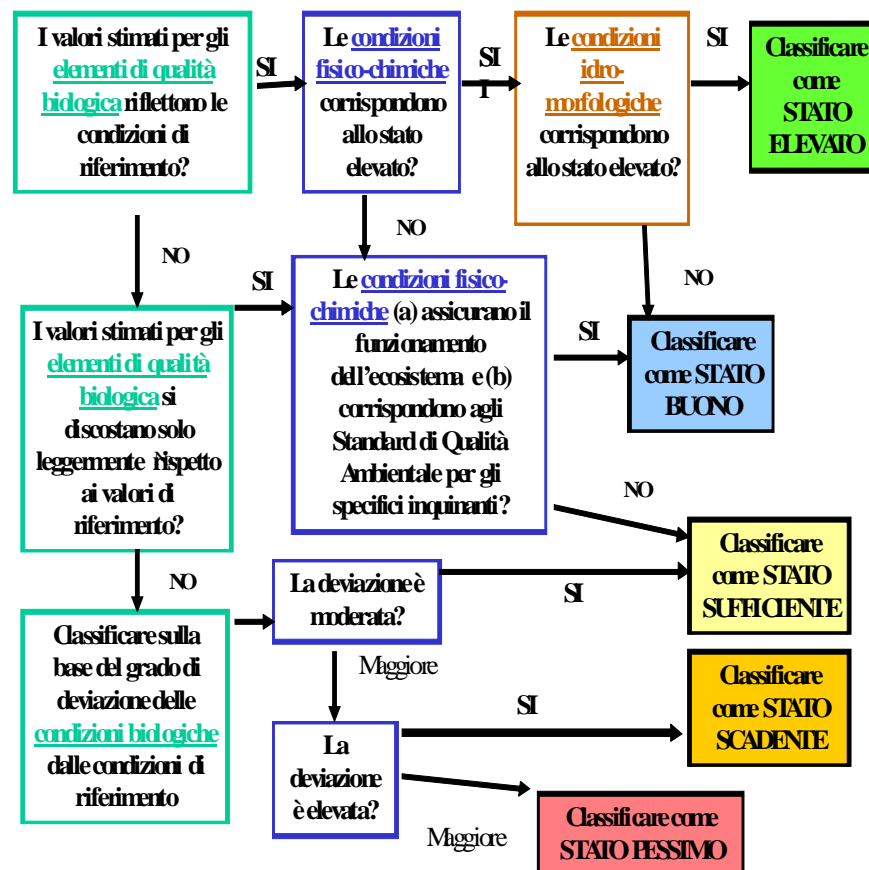 I valori stimati per gli
elementi di qualità
biologica riflettono le
condizioni di
riferimento?
SI
Le condizioni
fisico-chimiche
corrispondono
allo stato
elevato?
SI
I
Le condizioni
idro-
morfologiche
corrispondono
allo stato elevato?
SI
Classificare
come
STATO
ELEVATO
NO
NO
NO
I valori stimati per gli
elementi di qualità
biologica si
discostano solo
leggermente rispetto
ai valori di
riferimento?
SI
Le condizioni fisico-
chimiche (a) assicurano il
funzionamento
dell'ecosistema e (b)
corrispondono agli
Standard di Qualità
Ambientale per gli
specifici inquinanti?
SI
Classificare
come STATO
BUONO
NO
NO
Classificare
come STATO
SUFFICIENTE
Classificare sulla
base del grado di
deviazione delle
condizioni biologiche
dalle condizioni di
riferimento
La deviazione è
moderata?
SI
Maggiore
La
deviazione
è elevata?
SI
Classificare
come STATO
SCADENTE
Maggiore
Classificare come
STATO PESSIMO